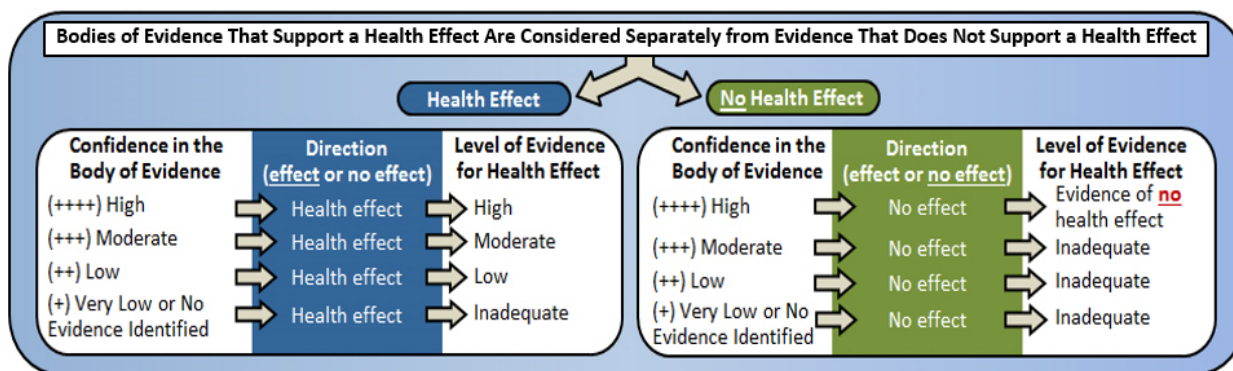 Bodies of Evidence That Support a Health Effect Are Considered Separately from Evidence That Does Not Support a Health Effect
Health Effect
No Health Effect
Confidence in the
Body of Evidence
Direction
(effect or no effect)
Level of Evidence
for Health Effect
(++++) High
Health effect
High
(+++) Moderate
Health effect
Moderate
(++) Low
Health effect
Low
(+) Very Low or No
Evidence Identified
Health effect
Inadequate
Confidence in the
Body of Evidence
Direction
(effect or no effect)
Level of Evidence
for Health Effect
(++++) High
No effect
Evidence of no
health effect
(+++) Moderate
No effect
Inadequate
(++) Low
No effect
Inadequate
(+) Very Low or No
Evidence Identified
No effect
Inadequate